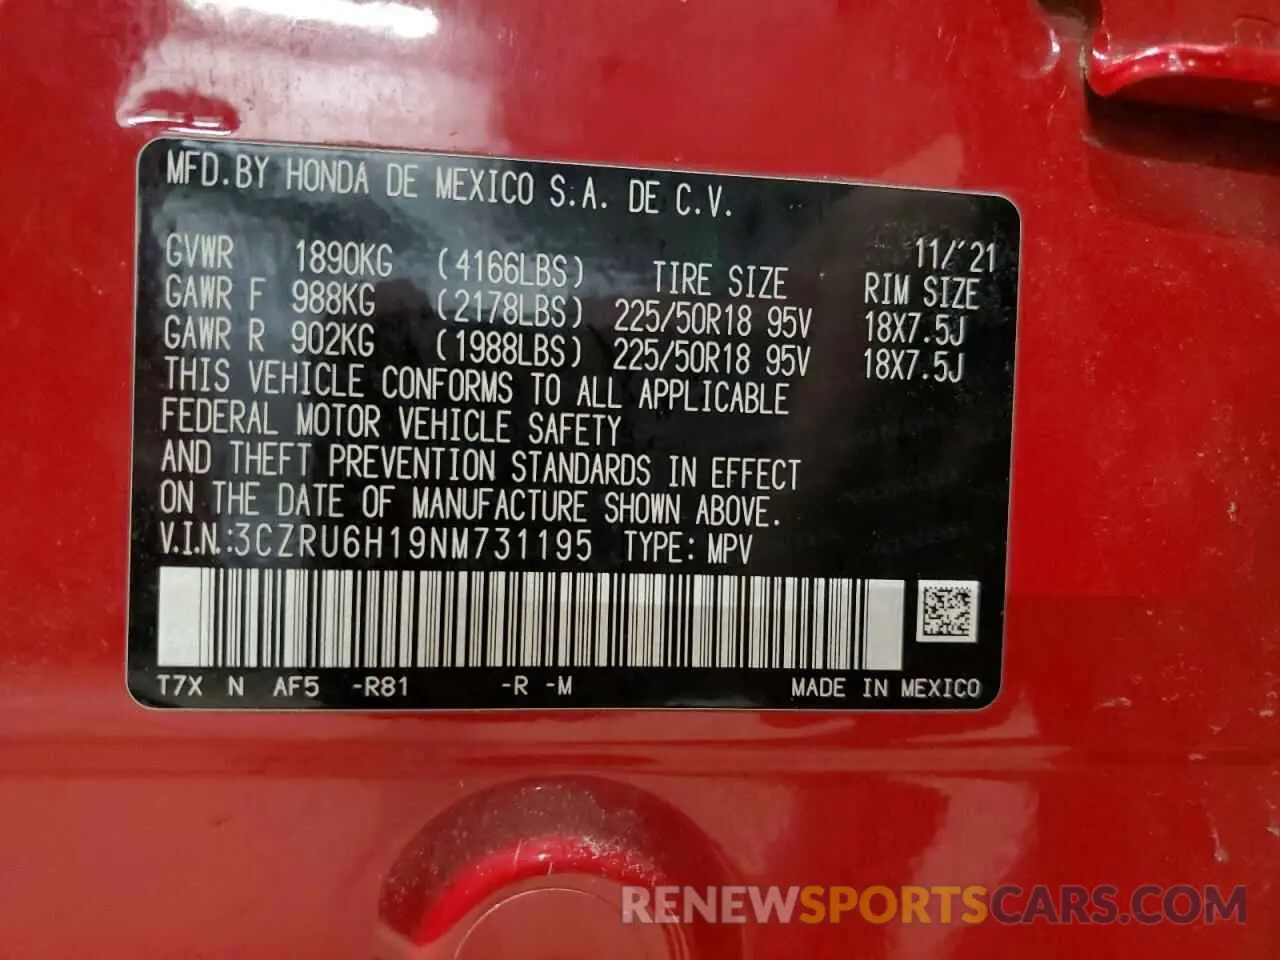 MFD. BY HONDA DE MEXICO S.A. DE C.V.
11/'21
GVWR 1890KG (4166LBS) TIRE SIZE RIM SIZE
GAWR F 988KG (2178LBS) 225/50R18 95V 18X7.5J
GAWR R 902KG (1988LBS) 225/50R18 95V 18X7.5J
THIS VEHICLE CONFORMS TO ALL APPLICABLE
FEDERAL MOTOR VEHICLE SAFETY
AND THEFT PREVENTION STANDARDS IN EFFECT
ON THE DATE OF MANUFACTURE SHOWN ABOVE.
V.I.N.:3CZRU6H19NM731195 TYPE: MPV
T7X N AF5 -R81 -R -M MADE IN MEXICO
RENEWSPORTSCARS.COM